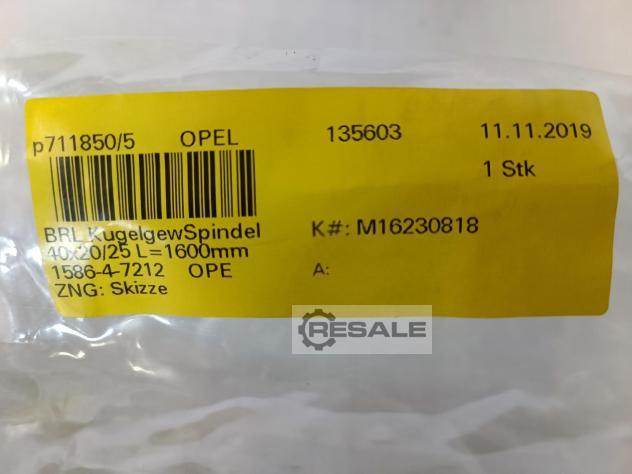 p711850/5 OPEL 135603 11.11.2019
1 Stk
BRL KugelgewSpindel K#: M16230818
40x20/25 L=1600mm
1586-4-7212 OPE A:
ZNG: Skizze
RESALE